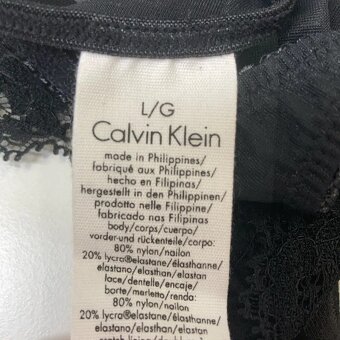 L/G
Calvin Klein
made in Philippines/
fabriqué aux Philippines/
hecho en Filipinas/
hergestellt in den Philippinen/
prodotto nelle Filippine/
fabricado nas Filipinas
body/corps/cuerpo/
vorder-und rückenteile/corpo:
80% nylon/nailon
20% lycra®elastane/élasthanne/
elastano/elasthan/elastan
lace/dentelle/encaje/
borte/merletto/renda:
80% nylon/nailon
20% lycra®elastane/élasthanne/
elastano/elasthan/elastan